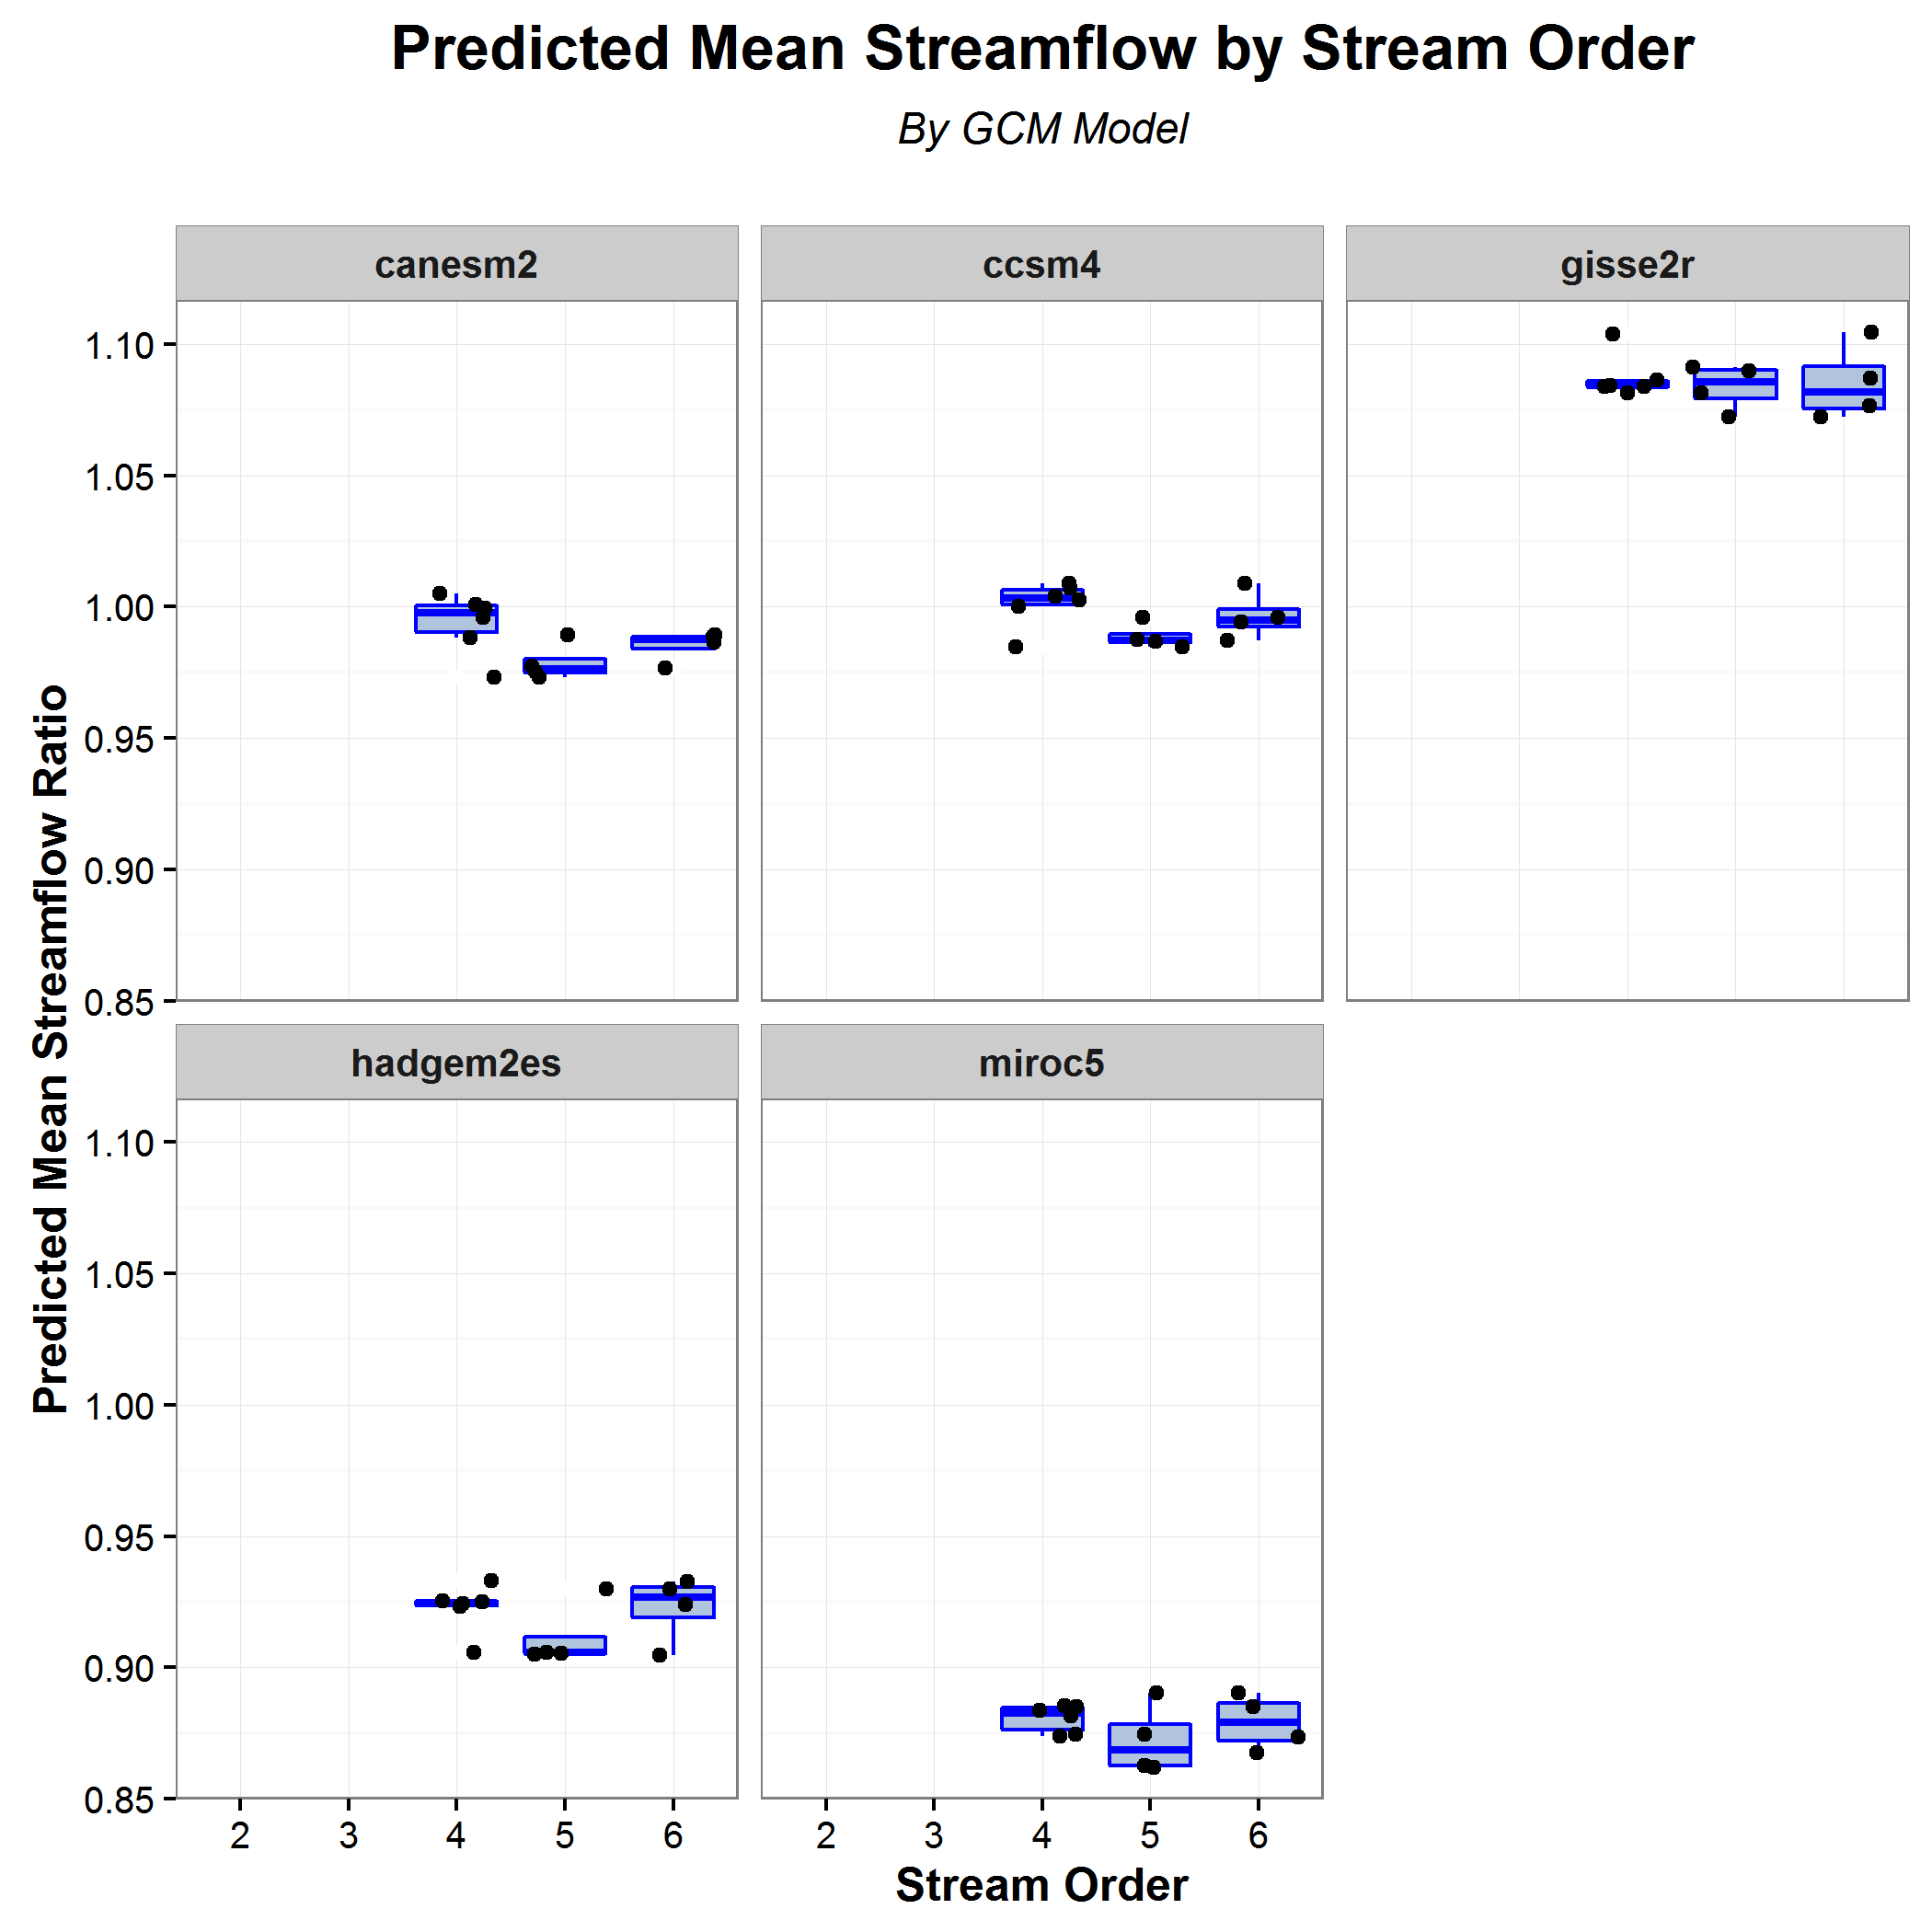 Predicted Mean Streamflow by Stream Order
By GCM Model
canesm2
ccsm4
gisse2r
1.10
1.05
1.00
0.95
0.90
0.85
Predicted Mean Streamflow Ratio
hadgem2es
miroc5
1.10
1.05
1.00
0.95
0.90
0.85
2 3 4 5 6
2 3 4 5 6
Stream Order